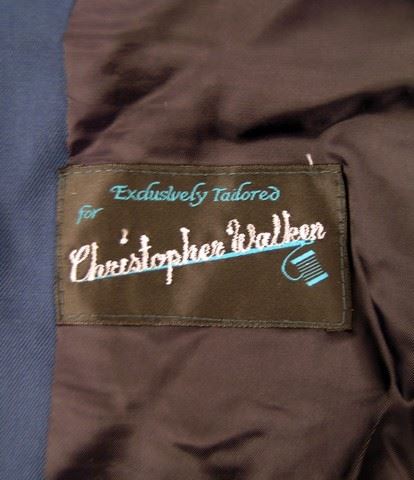 Exclusively Tailored
for
Christopher Walken